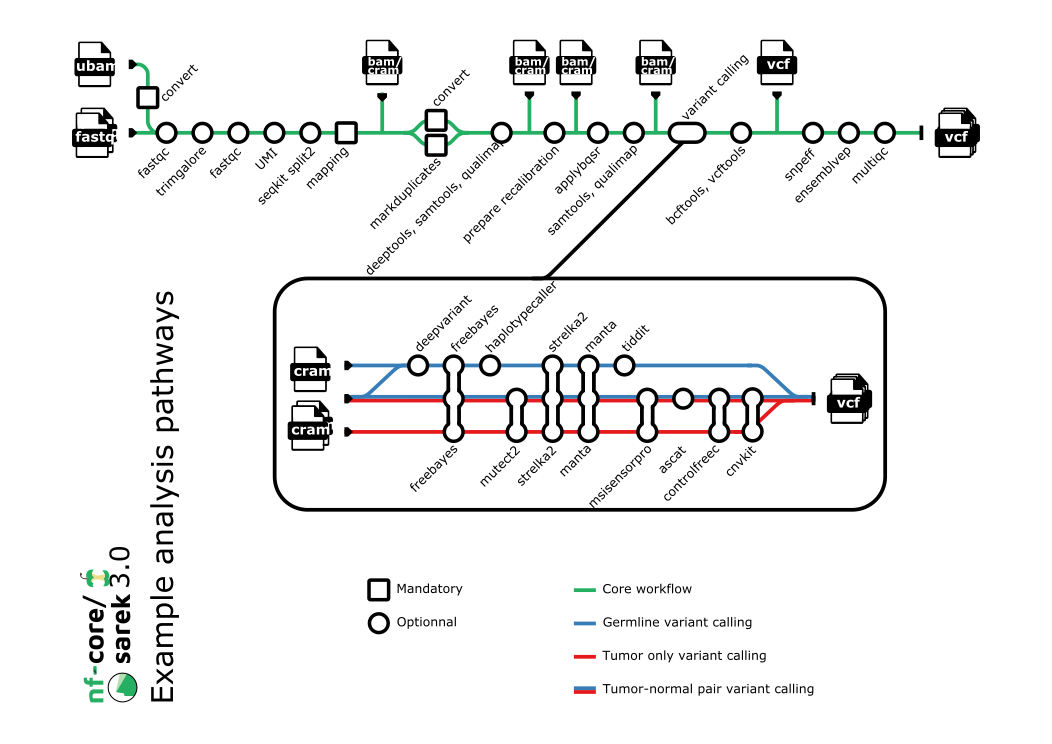 ubam
convert
fastq
bam/
cram
convert
bam/
cram
bam/
cram
bam/
cram
variant calling
vcf
vcf
fastqc
trimgalore
fastqc
UMI
seqkit split2
mapping
markduplicates
deeptools, samtools, qualimap
prepare recalibration
applybqsr
samtools, qualimap
bcftools, vcftools
snpeff
ensemblvep
multiqc
deepvariant
freebayes
haplotypecaller
strelka2
manta
tiddit
cram
cram
vcf
freebayes
mutect2
strelka2
manta
msisensorpro
ascat
controlfreec
cnvkit
nf-core/
sarek 3.0
Example analysis pathways
Mandatory
Optionnal
Core workflow
Germline variant calling
Tumor only variant calling
Tumor-normal pair variant calling